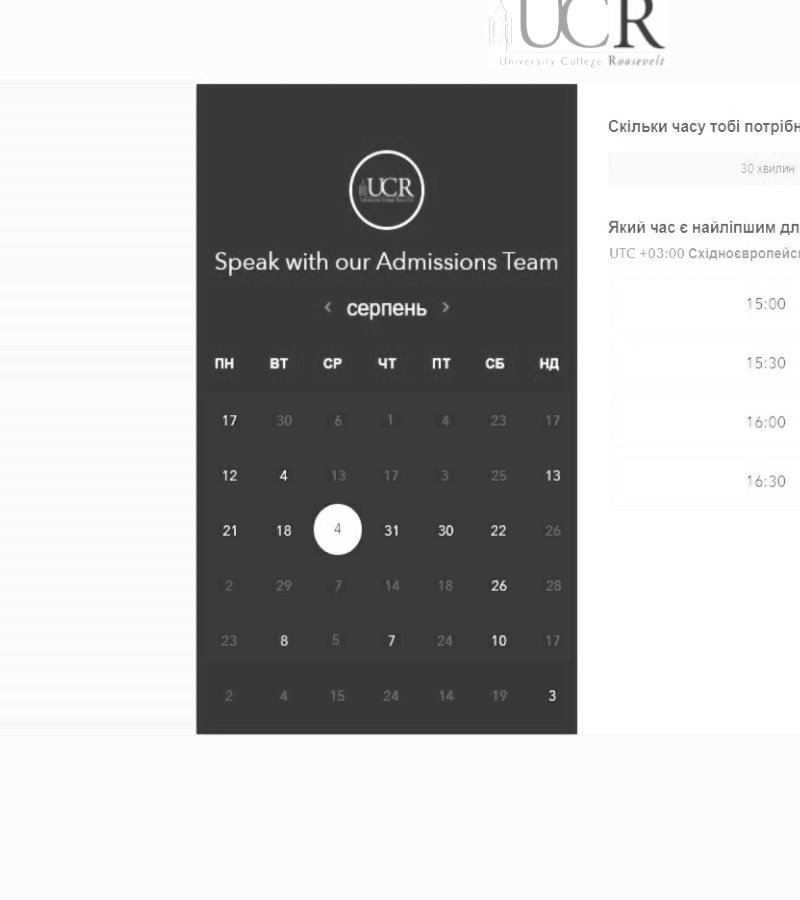 UCR
University College Roosevelt
UCR
Speak with our Admissions Team
< серпень >
ПН ВТ СР ЧТ ПТ СБ НД
17 30 6 1 4 23 17
12 4 13 17 3 25 13
21 18 4 31 30 22 26
2 29 7 14 18 26 28
23 8 5 7 24 10 17
2 4 15 24 14 19 3
Скільки часу тобі потрібн
30 хвилин
Який час є найліпшим дл
UTC +03:00 Східноєвропейс
15:00
15:30
16:00
16:30